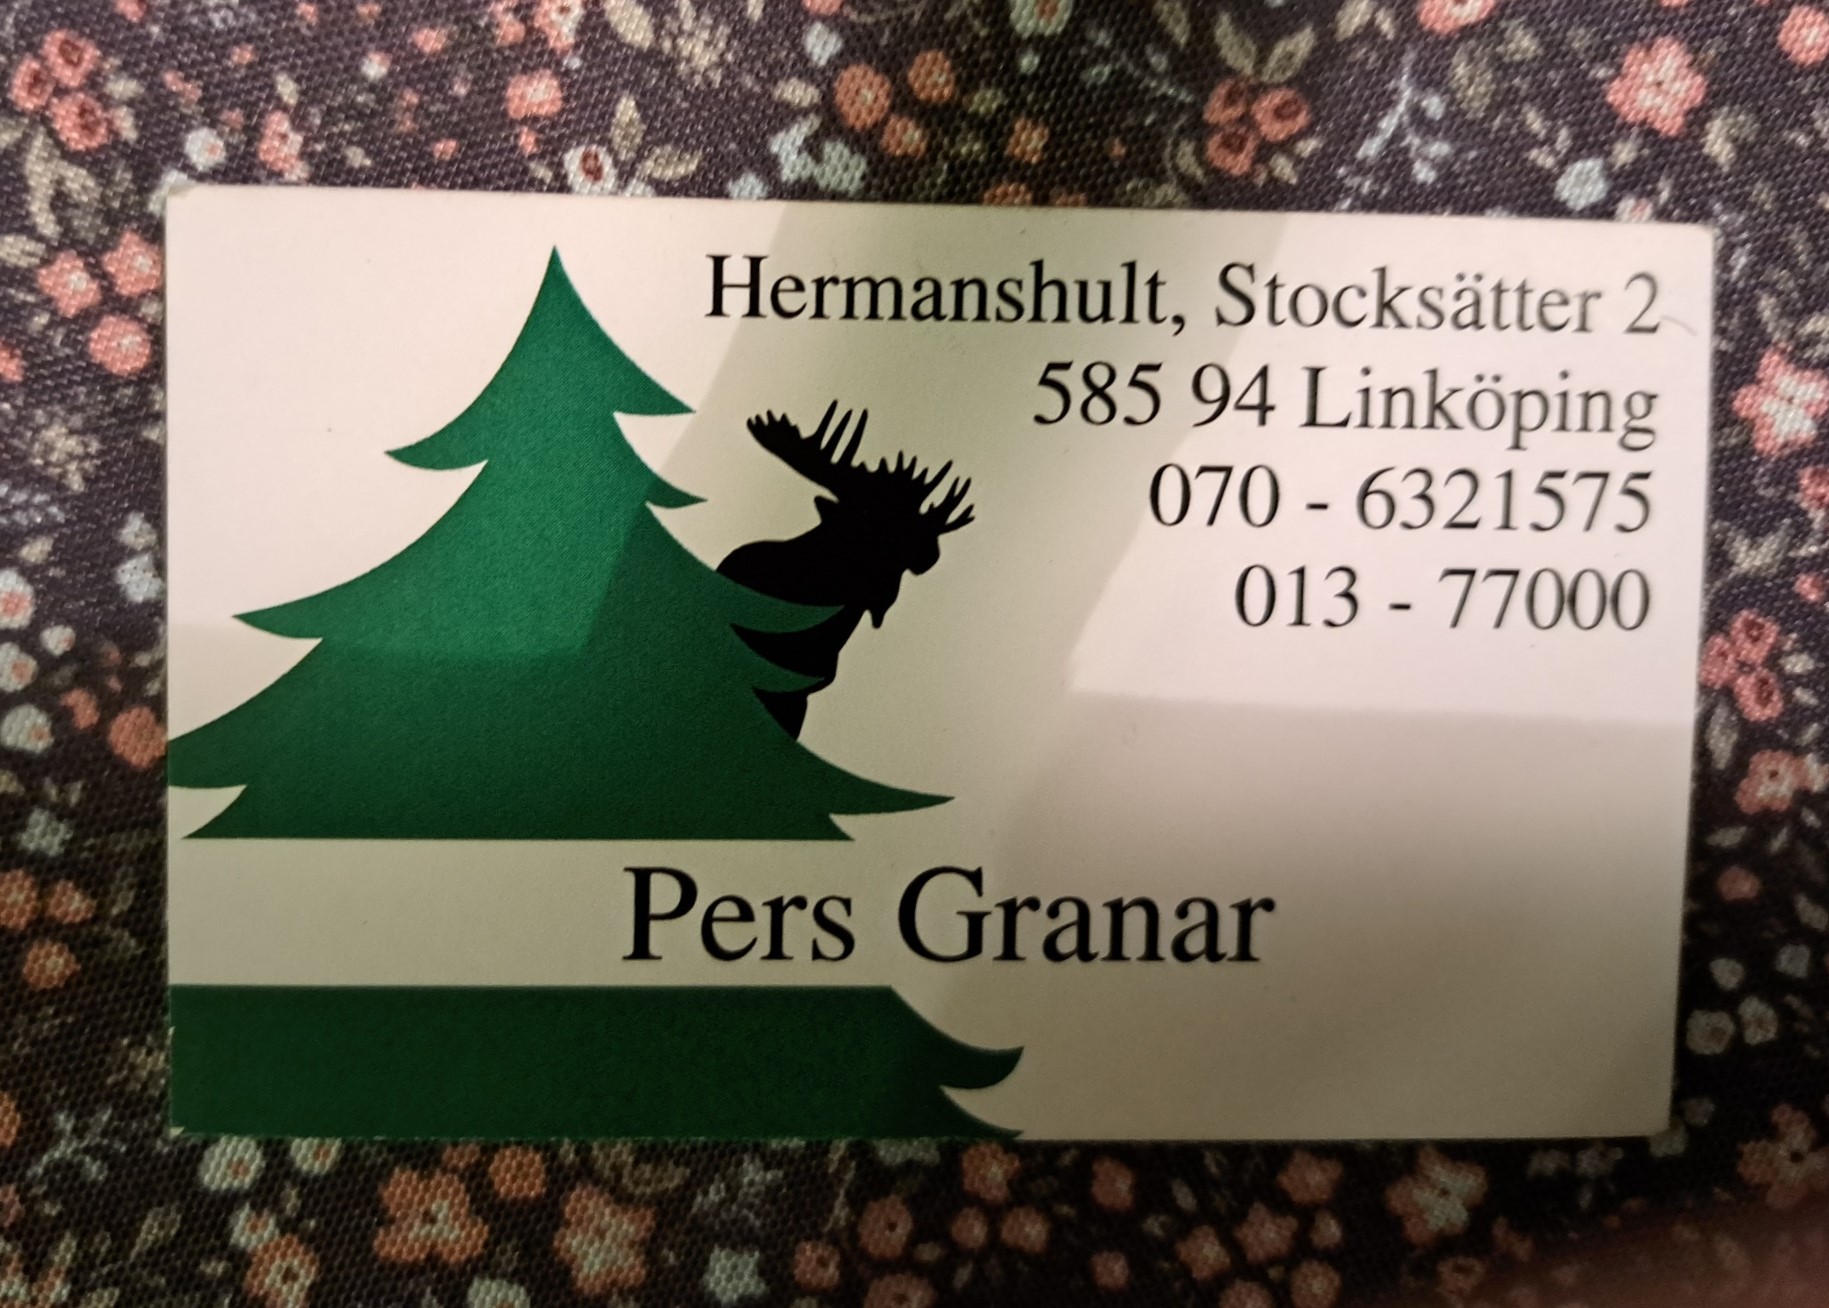 Hermanshult, Stocksätter 2
585 94 Linköping
070 - 6321575
013 - 77000
Pers Granar